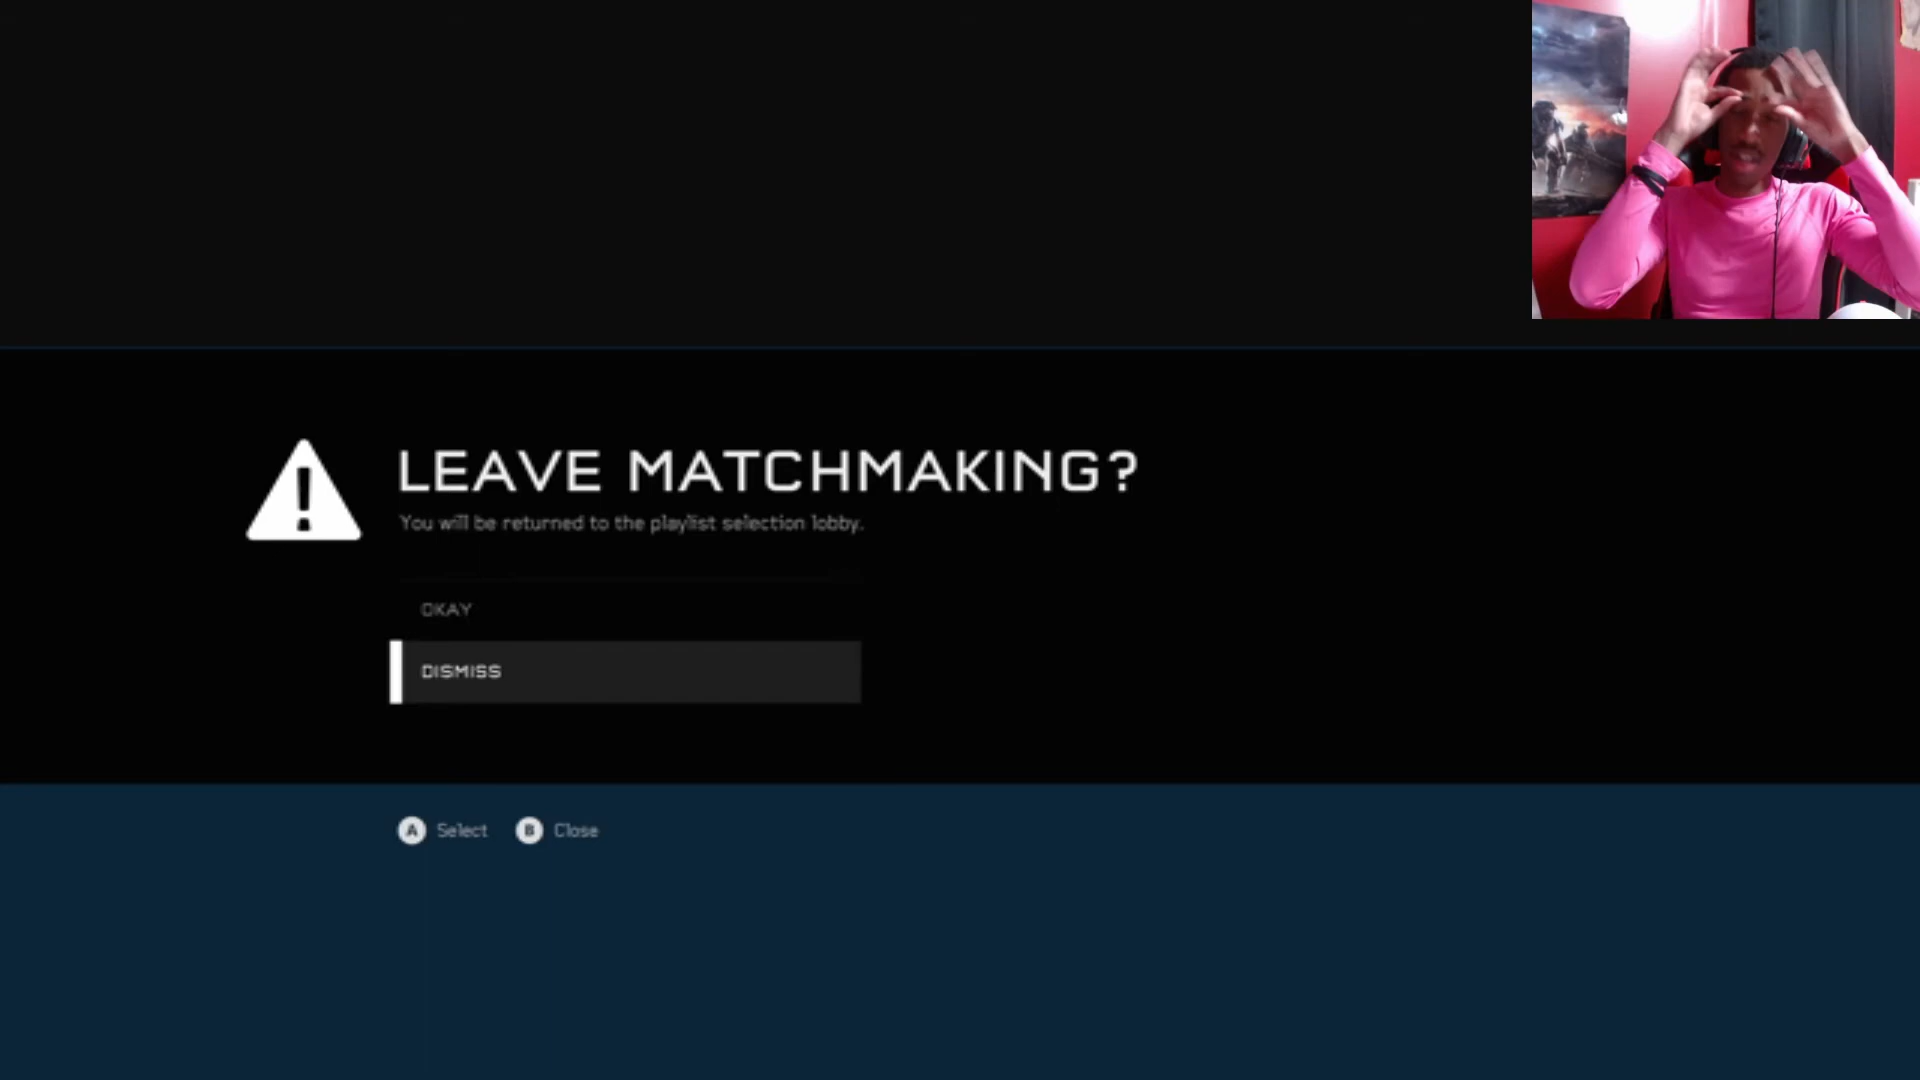 LEAVE MATCHMAKING?
You will be returned to the playlist selection lobby.
OKAY
DISMISS
A Select B Close